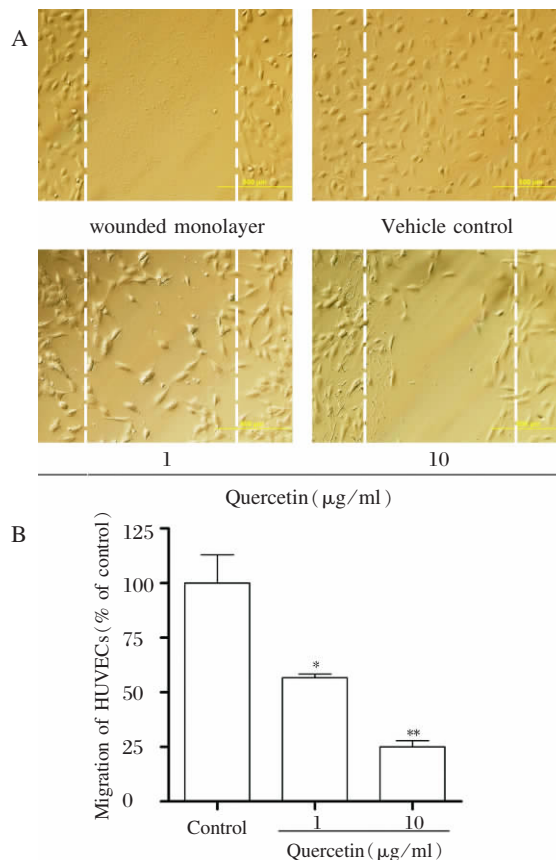 A
wounded monolayer
Vehicle control
1
10
Quercetin(μg/ml)
B
Migration of HUVECs(% of control)
125
100
75
50
25
0
*
**
Control
1
10
Quercetin(μg/ml)